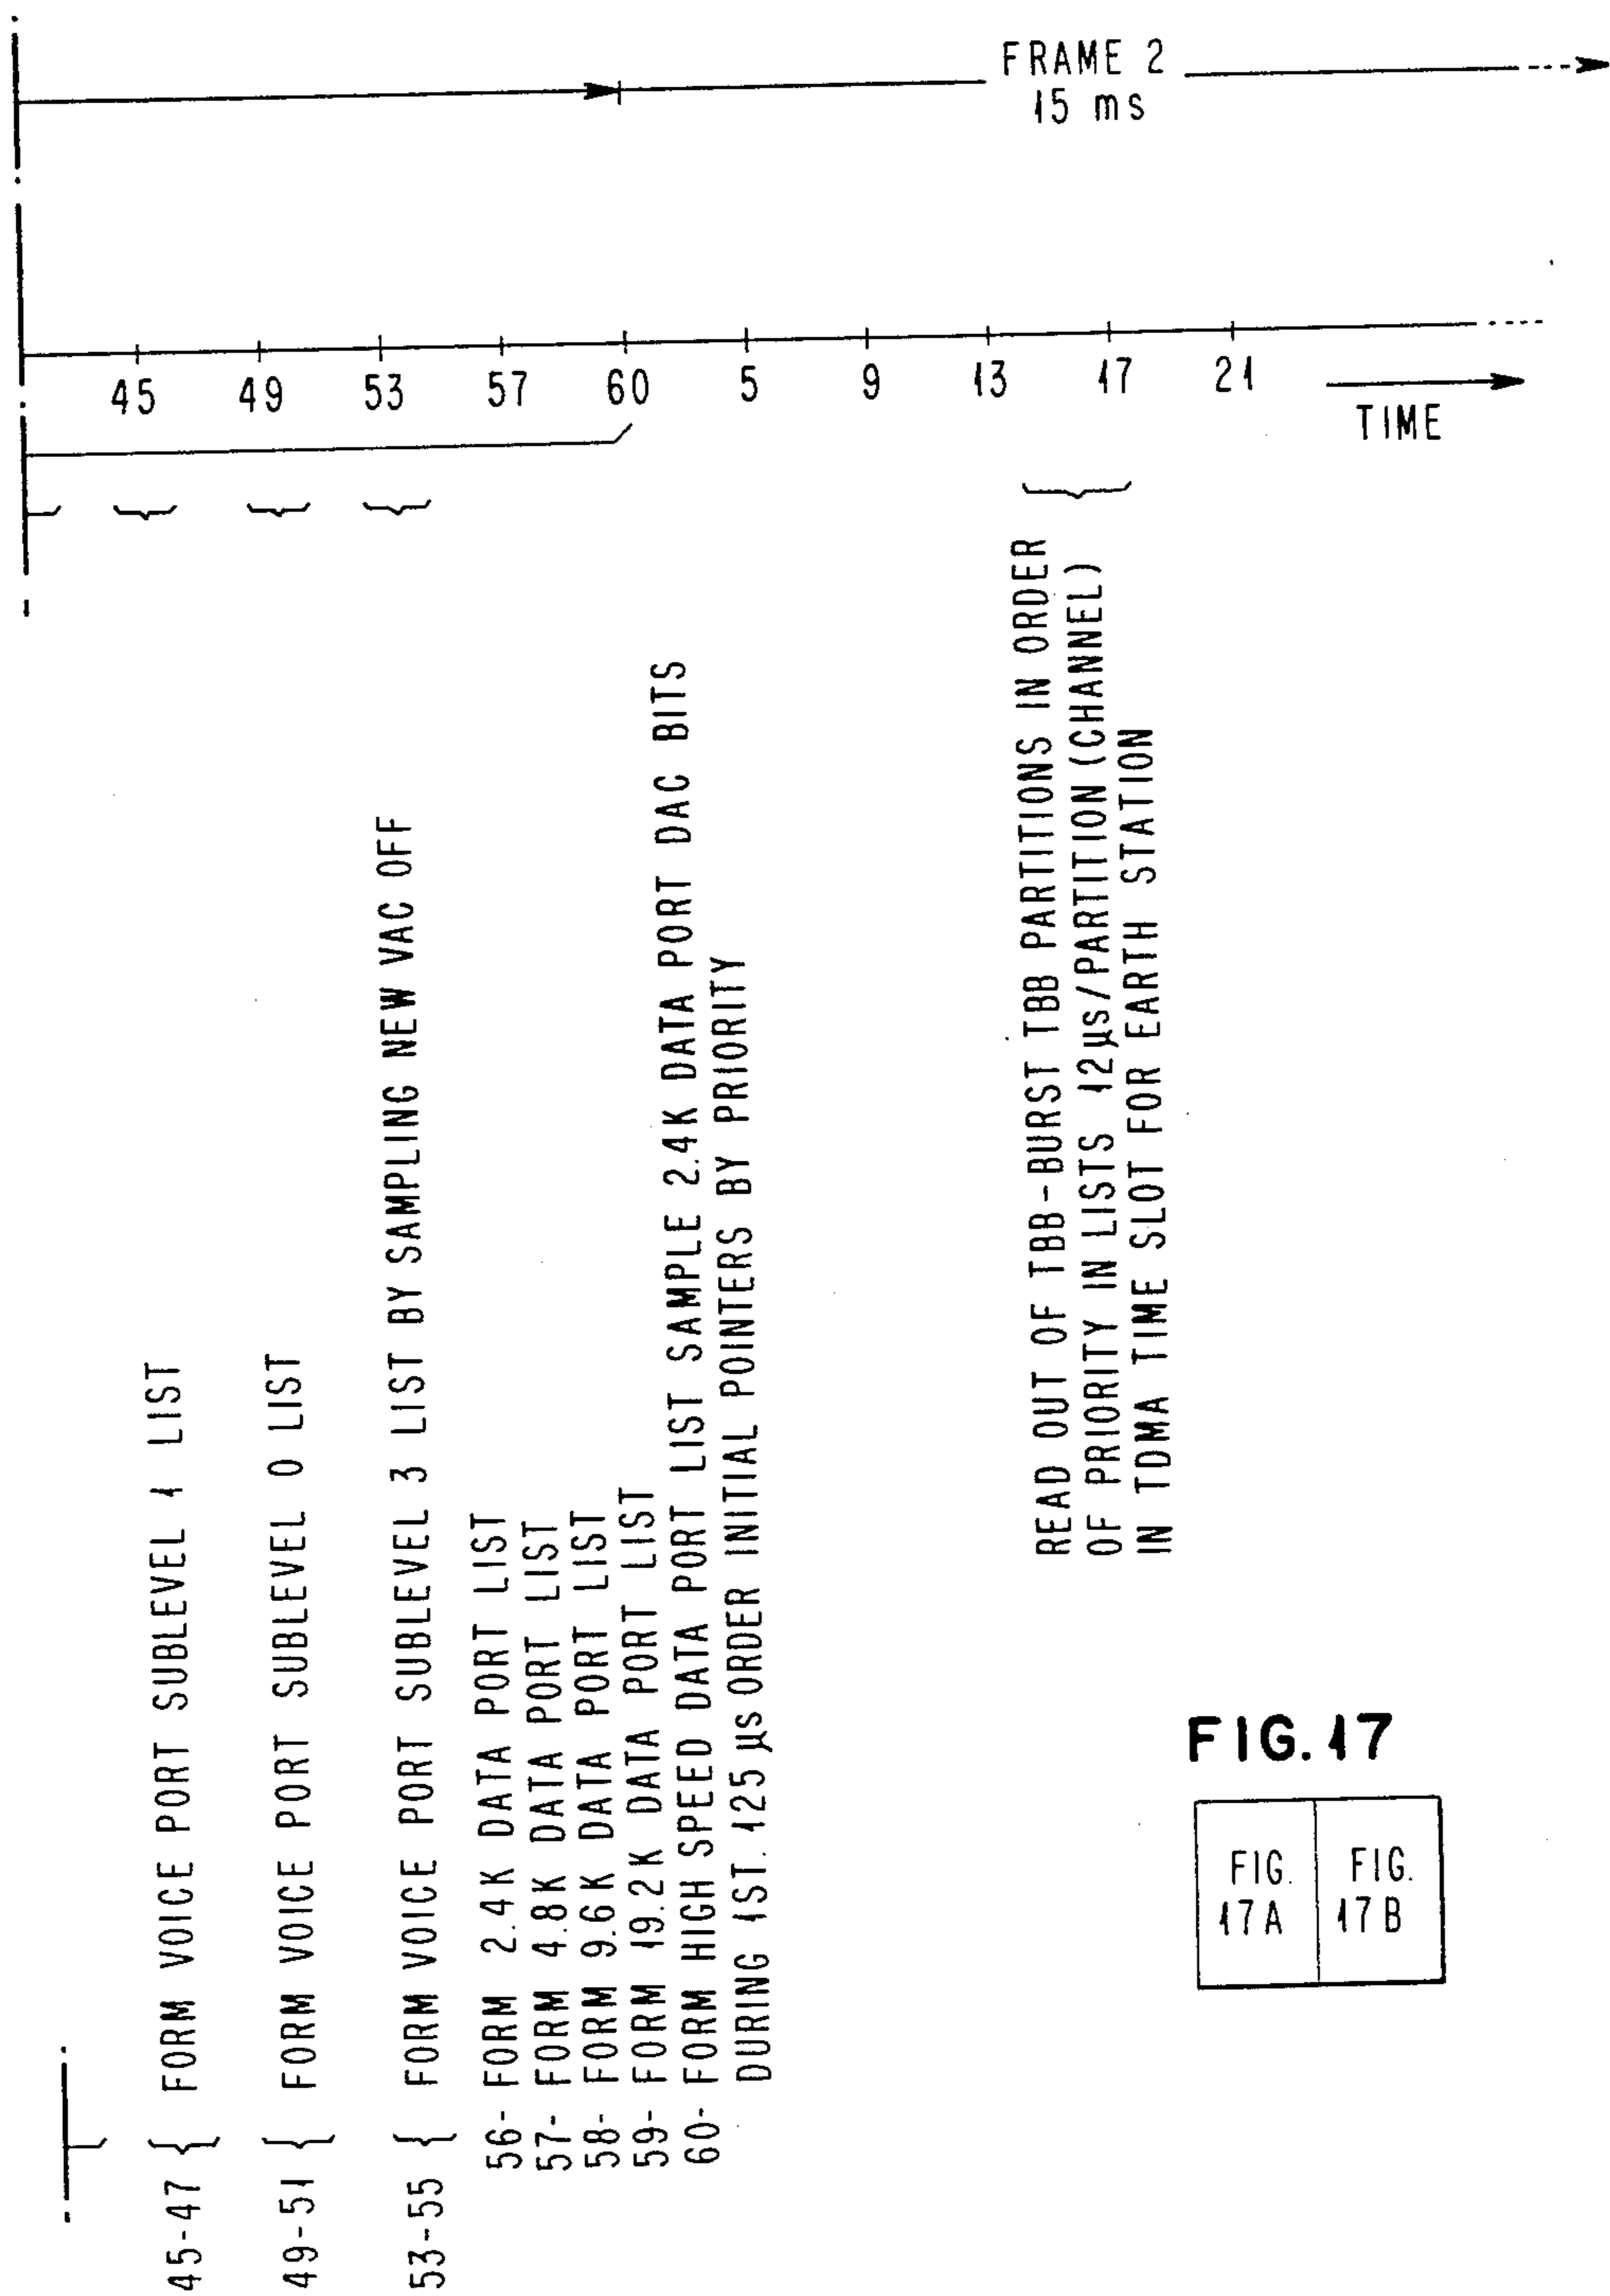 FRAME 2
15 ms
45 49 53 57 60 5 9 13 17 21
TIME
45-47 { FORM VOICE PORT SUBLEVEL 1 LIST
49-51 { FORM VOICE PORT SUBLEVEL 0 LIST
53-55 { FORM VOICE PORT SUBLEVEL 3 LIST BY SAMPLING NEW VAC OFF
56- FORM 2.4K DATA PORT LIST
57- FORM 4.8K DATA PORT LIST
58- FORM 9.6K DATA PORT LIST
59- FORM 19.2K DATA PORT LIST
60- FORM HIGH SPEED DATA PORT LIST SAMPLE 2.4K DATA PORT DAC BITS
DURING 1ST. 125 µs ORDER INITIAL POINTERS BY PRIORITY
READ OUT OF TBB-BURST TBB PARTITIONS IN ORDER
OF PRIORITY IN LISTS 12µs/PARTITION (CHANNEL)
IN TDMA TIME SLOT FOR EARTH STATION
FIG. 17
FIG. 17A
FIG. 17B